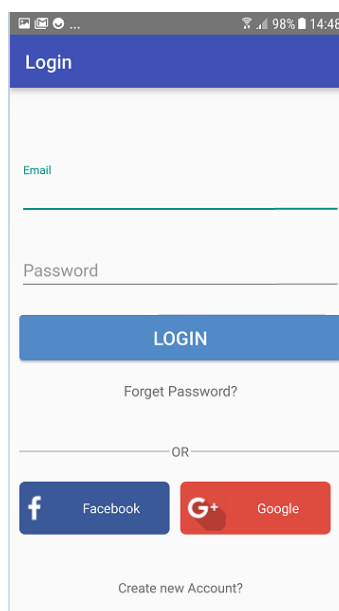 ... 98% 14:48
Login
Email
Password
LOGIN
Forget Password?
OR
f Facebook G+ Google
Create new Account?